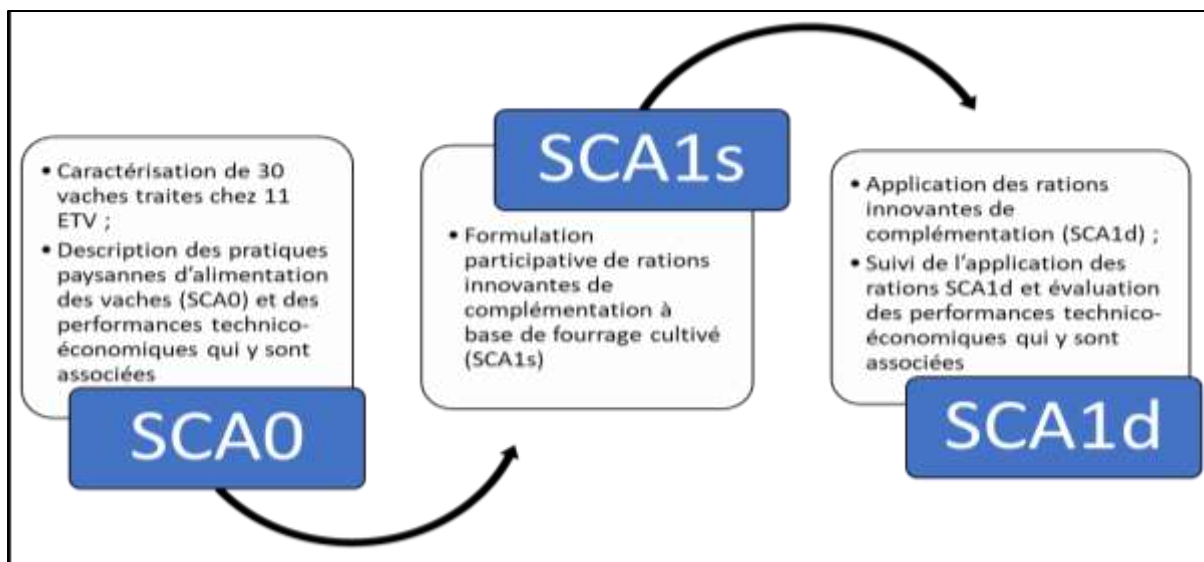 • Caractérisation de 30
vaches traites chez 11
ETV ;
• Description des pratiques
paysannes d'alimentation
des vaches (SCA0) et des
performances technico-
économiques qui y sont
associées
SCA0
SCA1s
• Formulation
participative de rations
innovantes de
complémentation à
base de fourrage cultivé
(SCA1s)
• Application des rations
innovantes de
complémentation (SCA1d) ;
• Suivi de l'application des
rations SCA1d et évaluation
des performances technico-
économiques qui y sont
associées
SCA1d